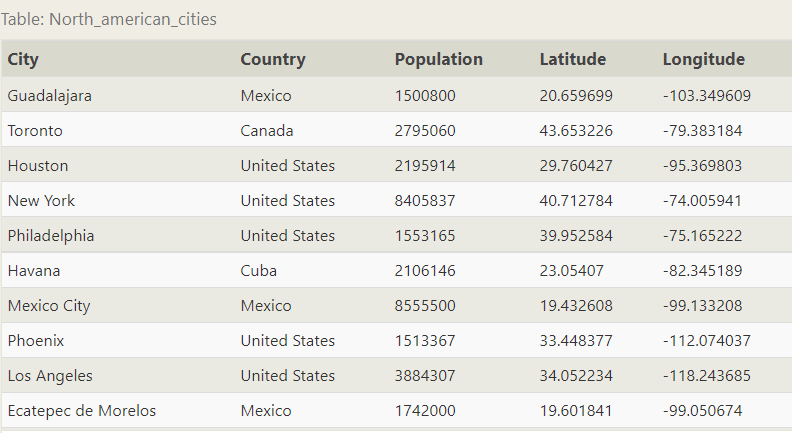 Table: North_american_cities
City Country Population Latitude Longitude
Guadalajara Mexico 1500800 20.659699 -103.349609
Toronto Canada 2795060 43.653226 -79.383184
Houston United States 2195914 29.760427 -95.369803
New York United States 8405837 40.712784 -74.005941
Philadelphia United States 1553165 39.952584 -75.165222
Havana Cuba 2106146 23.05407 -82.345189
Mexico City Mexico 8555500 19.432608 -99.133208
Phoenix United States 1513367 33.448377 -112.074037
Los Angeles United States 3884307 34.052234 -118.243685
Ecatepec de Morelos Mexico 1742000 19.601841 -99.050674